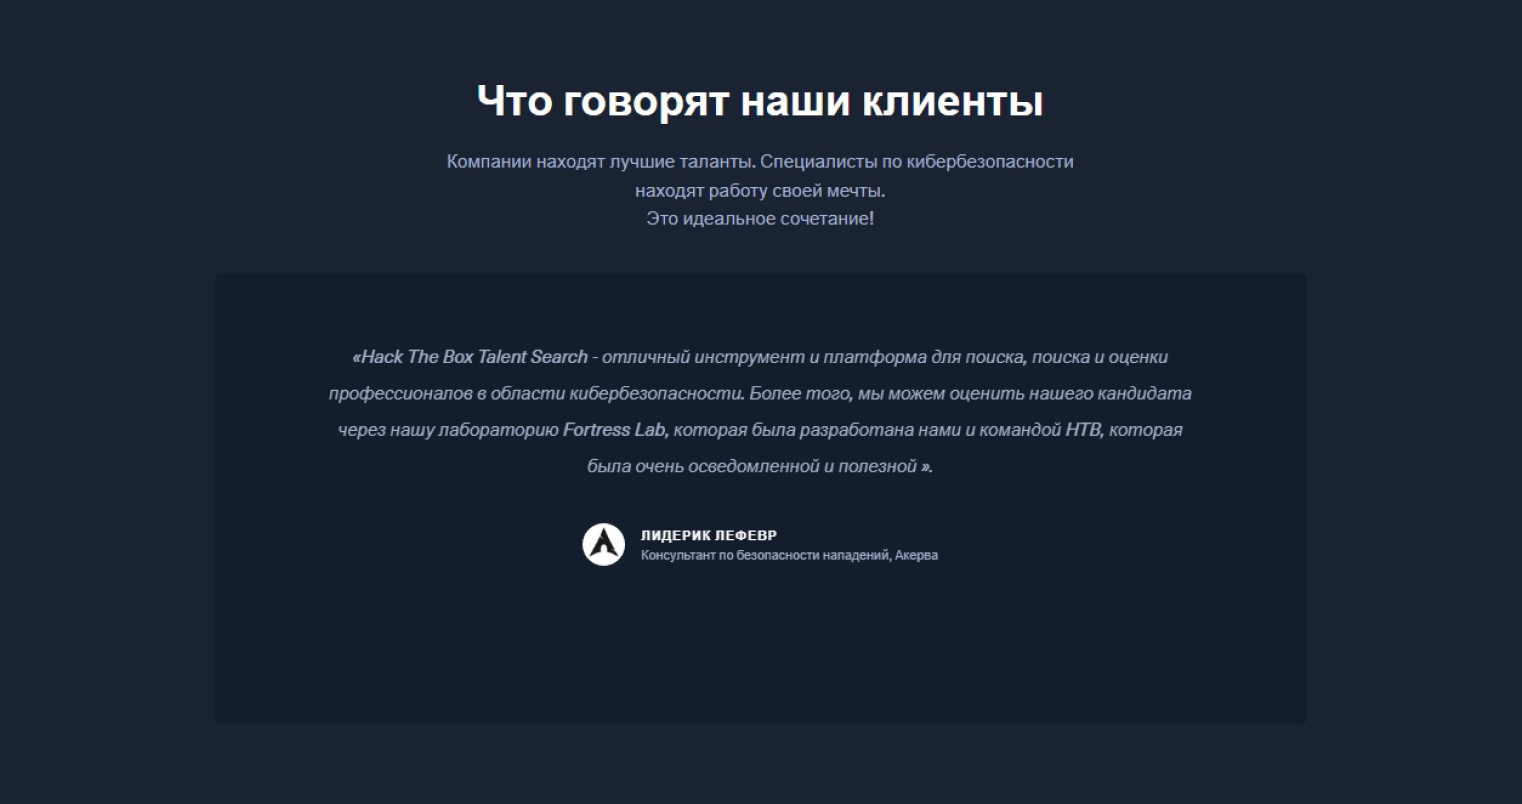 Что говорят наши клиенты
Компании находят лучшие таланты. Специалисты по кибербезопасности
находят работу своей мечты.
Это идеальное сочетание!
«Hack The Box Talent Search - отличный инструмент и платформа для поиска, поиска и оценки
профессионалов в области кибербезопасности. Более того, мы можем оценить нашего кандидата
через нашу лабораторию Fortress Lab, которая была разработана нами и командой HTB, которая
была очень осведомленной и полезной ».
ЛИДЕРИК ЛЕФЕВР
Консультант по безопасности нападений, Акерва